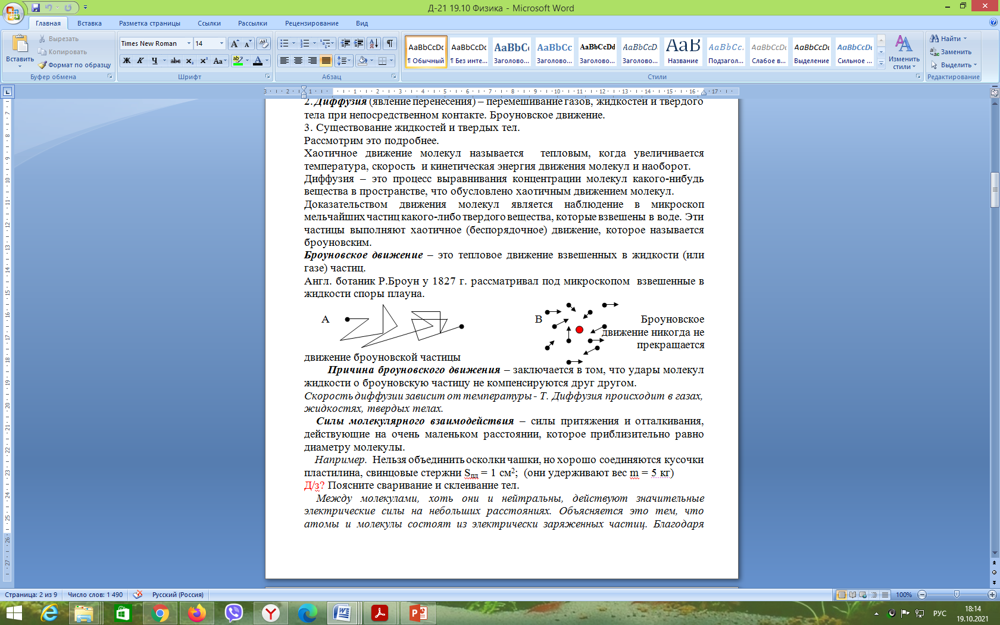 Д-21 19.10 Физика - Microsoft Word
Главная Вставка Разметка страницы Ссылки Рассылки Рецензирование Вид
Вставить
Вырезать
Копировать
Формат по образцу
Буфер обмена
Times New Roman 14
Ж К Ч abc x₂ x² Aa
Шрифт
Абзац
АаBbCcDc АаBbCcDc AaBbC AaBbCc AaBbCcDd AaBbCcD. AaB AaBbCc. AaBbCcDc AaBbCcDc AaBbCcDc
¶ Обычный ¶ Без инте... Заголово... Заголово... Заголово... Заголово... Название Подзагол... Слабое в... Выделение Сильное ...
Изменить стили
Стили
Найти
Заменить
Выделить
Редактирование
2. Диффузия (явление перенесения) – перемешивание газов, жидкостей и твердого
тела при непосредственном контакте. Броуновское движение.
3. Существование жидкостей и твердых тел.
Рассмотрим это подробнее.
Хаотичное движение молекул называется тепловым, когда увеличивается
температура, скорость и кинетическая энергия движения молекул и наоборот.
Диффузия – это процесс выравнивания концентрации молекул какого-нибудь
вещества в пространстве, что обусловлено хаотичным движением молекул.
Доказательством движения молекул является наблюдение в микроскоп
мельчайших частиц какого-либо твердого вещества, которые взвешены в воде. Эти
частицы выполняют хаотичное (беспорядочное) движение, которое называется
броуновским.
Броуновское движение – это тепловое движение взвешенных в жидкости (или
газе) частиц.
Англ. ботаник Р.Броун у 1827 г. рассматривал под микроскопом взвешенные в
жидкости споры плауна.
А В Броуновское
движение никогда не
прекращается
движение броуновской частицы
Причина броуновского движения – заключается в том, что удары молекул
жидкости о броуновскую частицу не компенсируются друг другом.
Скорость диффузии зависит от температуры - Т. Диффузия происходит в газах,
жидкостях, твердых телах.
Силы молекулярного взаимодействия – силы притяжения и отталкивания,
действующие на очень маленьком расстоянии, которое приблизительно равно
диаметру молекулы.
Например. Нельзя объединить осколки чашки, но хорошо соединяются кусочки
пластилина, свинцовые стержни Sпл = 1 см²; (они удерживают вес m = 5 кг)
Д/з? Поясните сваривание и склеивание тел.
Между молекулами, хоть они и нейтральны, действуют значительные
электрические силы на небольших расстояниях. Объясняется это тем, что
атомы и молекулы состоят из электрически заряженных частиц. Благодаря
Страница: 2 из 9 Число слов: 1 490 Русский (Россия) 100%
РУС
18:14
19.10.2021